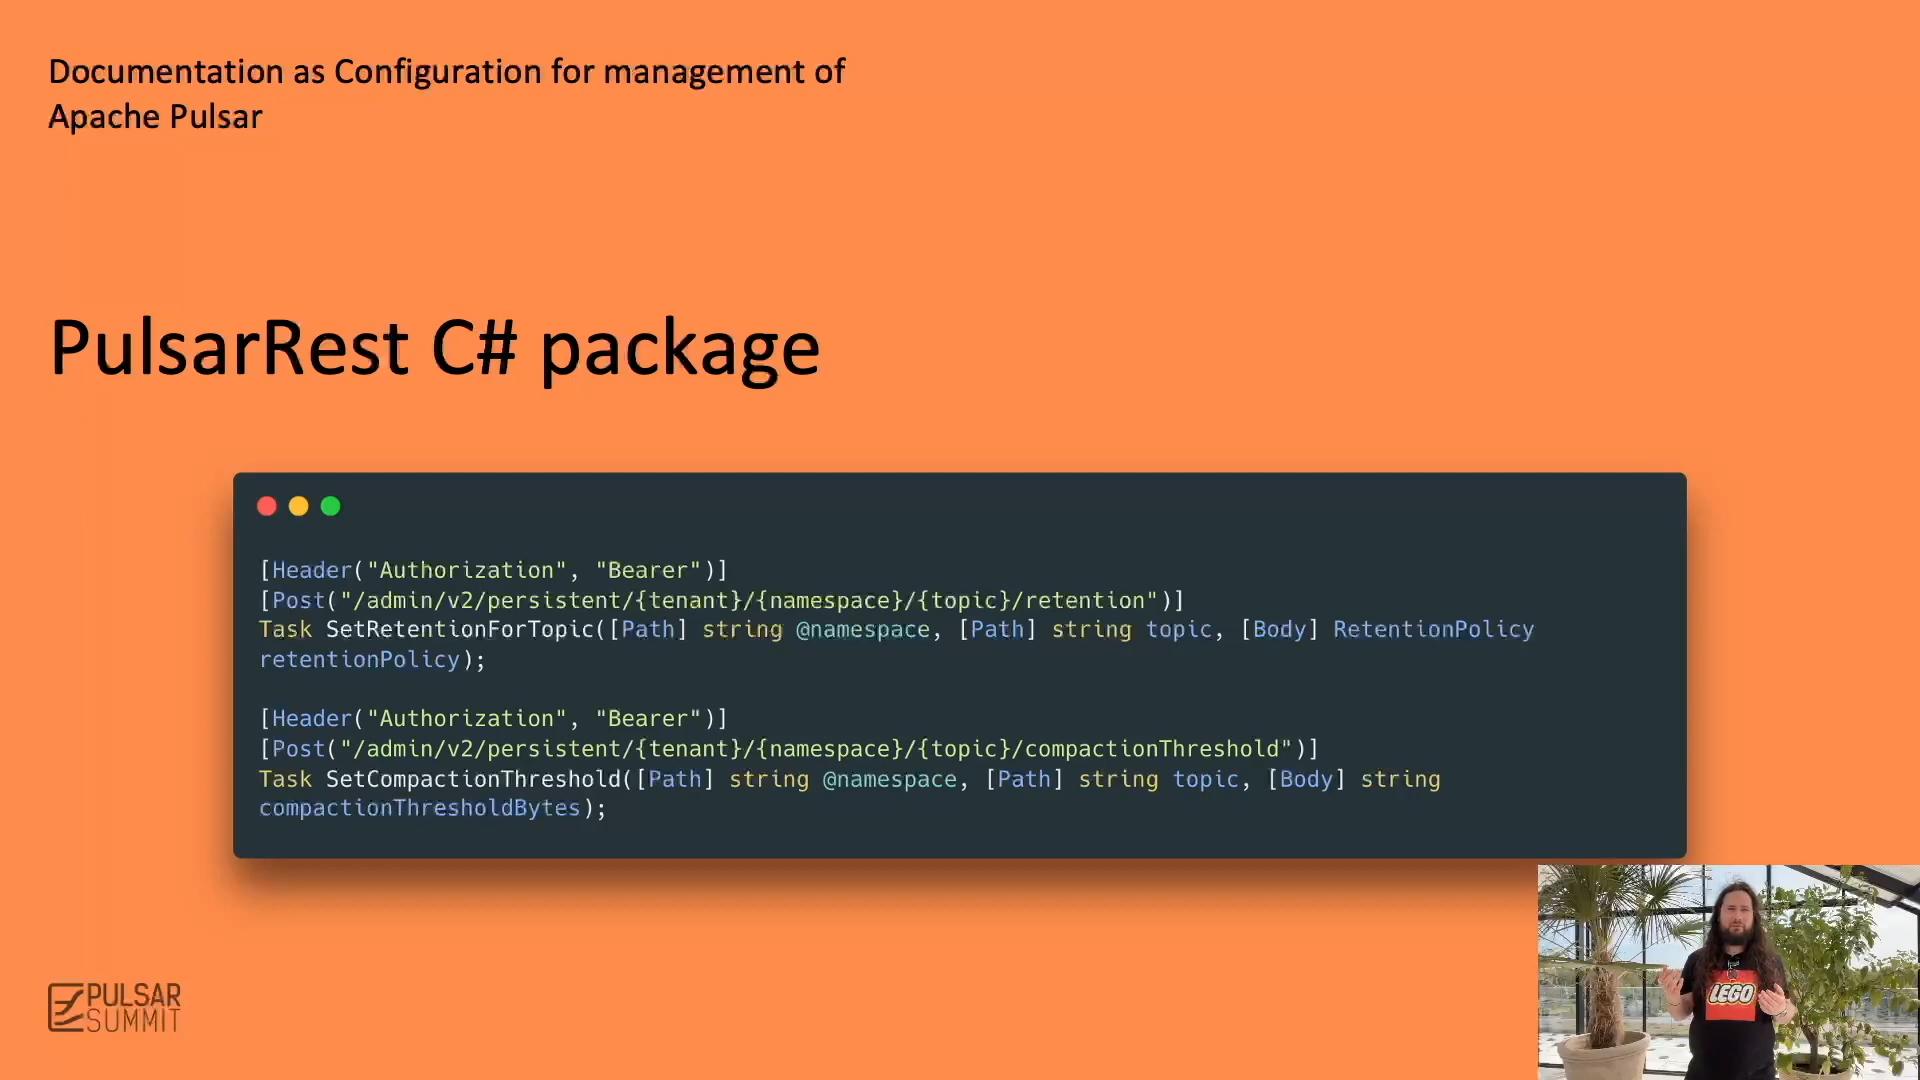 Documentation as Configuration for management of
Apache Pulsar
PulsarRest C# package
[Header("Authorization", "Bearer")]
[Post("/admin/v2/persistent/{tenant}/{namespace}/{topic}/retention")]
Task SetRetentionForTopic([Path] string @namespace, [Path] string topic, [Body] RetentionPolicy
retentionPolicy);
[Header("Authorization", "Bearer")]
[Post("/admin/v2/persistent/{tenant}/{namespace}/{topic}/compactionThreshold")]
Task SetCompactionThreshold([Path] string @namespace, [Path] string topic, [Body] string
compactionThresholdBytes);
PULSAR
SUMMIT
LEGO